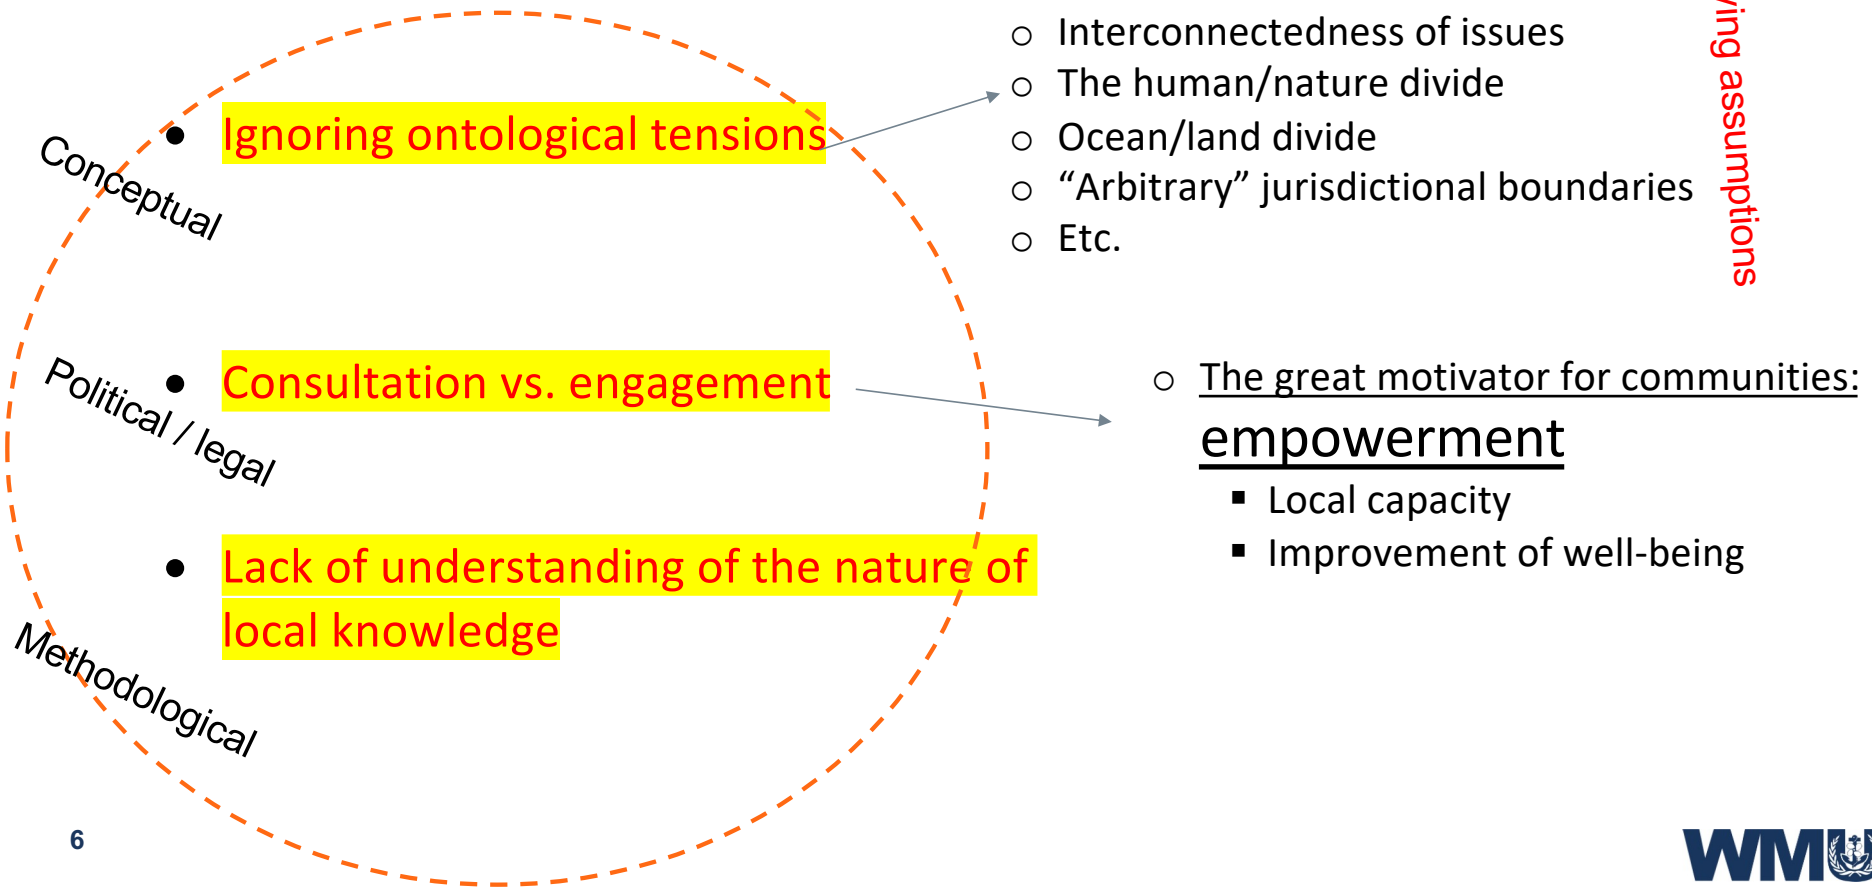 Conceptual
● Ignoring ontological tensions
○ Interconnectedness of issues
○ The human/nature divide
○ Ocean/land divide
○ “Arbitrary” jurisdictional boundaries
○ Etc.
assumptions
Political / legal
● Consultation vs. engagement
○ The great motivator for communities:
empowerment
▪ Local capacity
▪ Improvement of well-being
Methodological
● Lack of understanding of the nature of
local knowledge
6
WMU